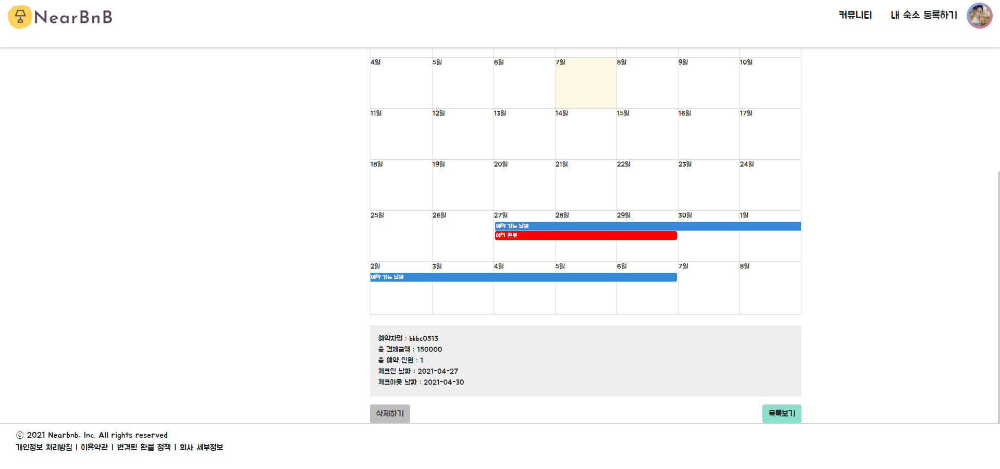 NearBnB
커뮤니티 내 숙소 등록하기
4일 5일 6일 7일 8일 9일 10일
11일 12일 13일 14일 15일 16일 17일
18일 19일 20일 21일 22일 23일 24일
25일 26일 27일 28일 29일 30일 1일
예약 가능 날짜
예약 완료
2일 3일 4일 5일 6일 7일 8일
예약 가능 날짜
예약자명 : bkbc0513
총 결제금액 : 150000
총 예약 인원 : 1
체크인 날짜 : 2021-04-27
체크아웃 날짜 : 2021-04-30
삭제하기 목록보기
ⓒ 2021 Nearbnb, Inc. All rights reserved
개인정보 처리방침 | 이용약관 | 변경된 환불 정책 | 회사 세부정보